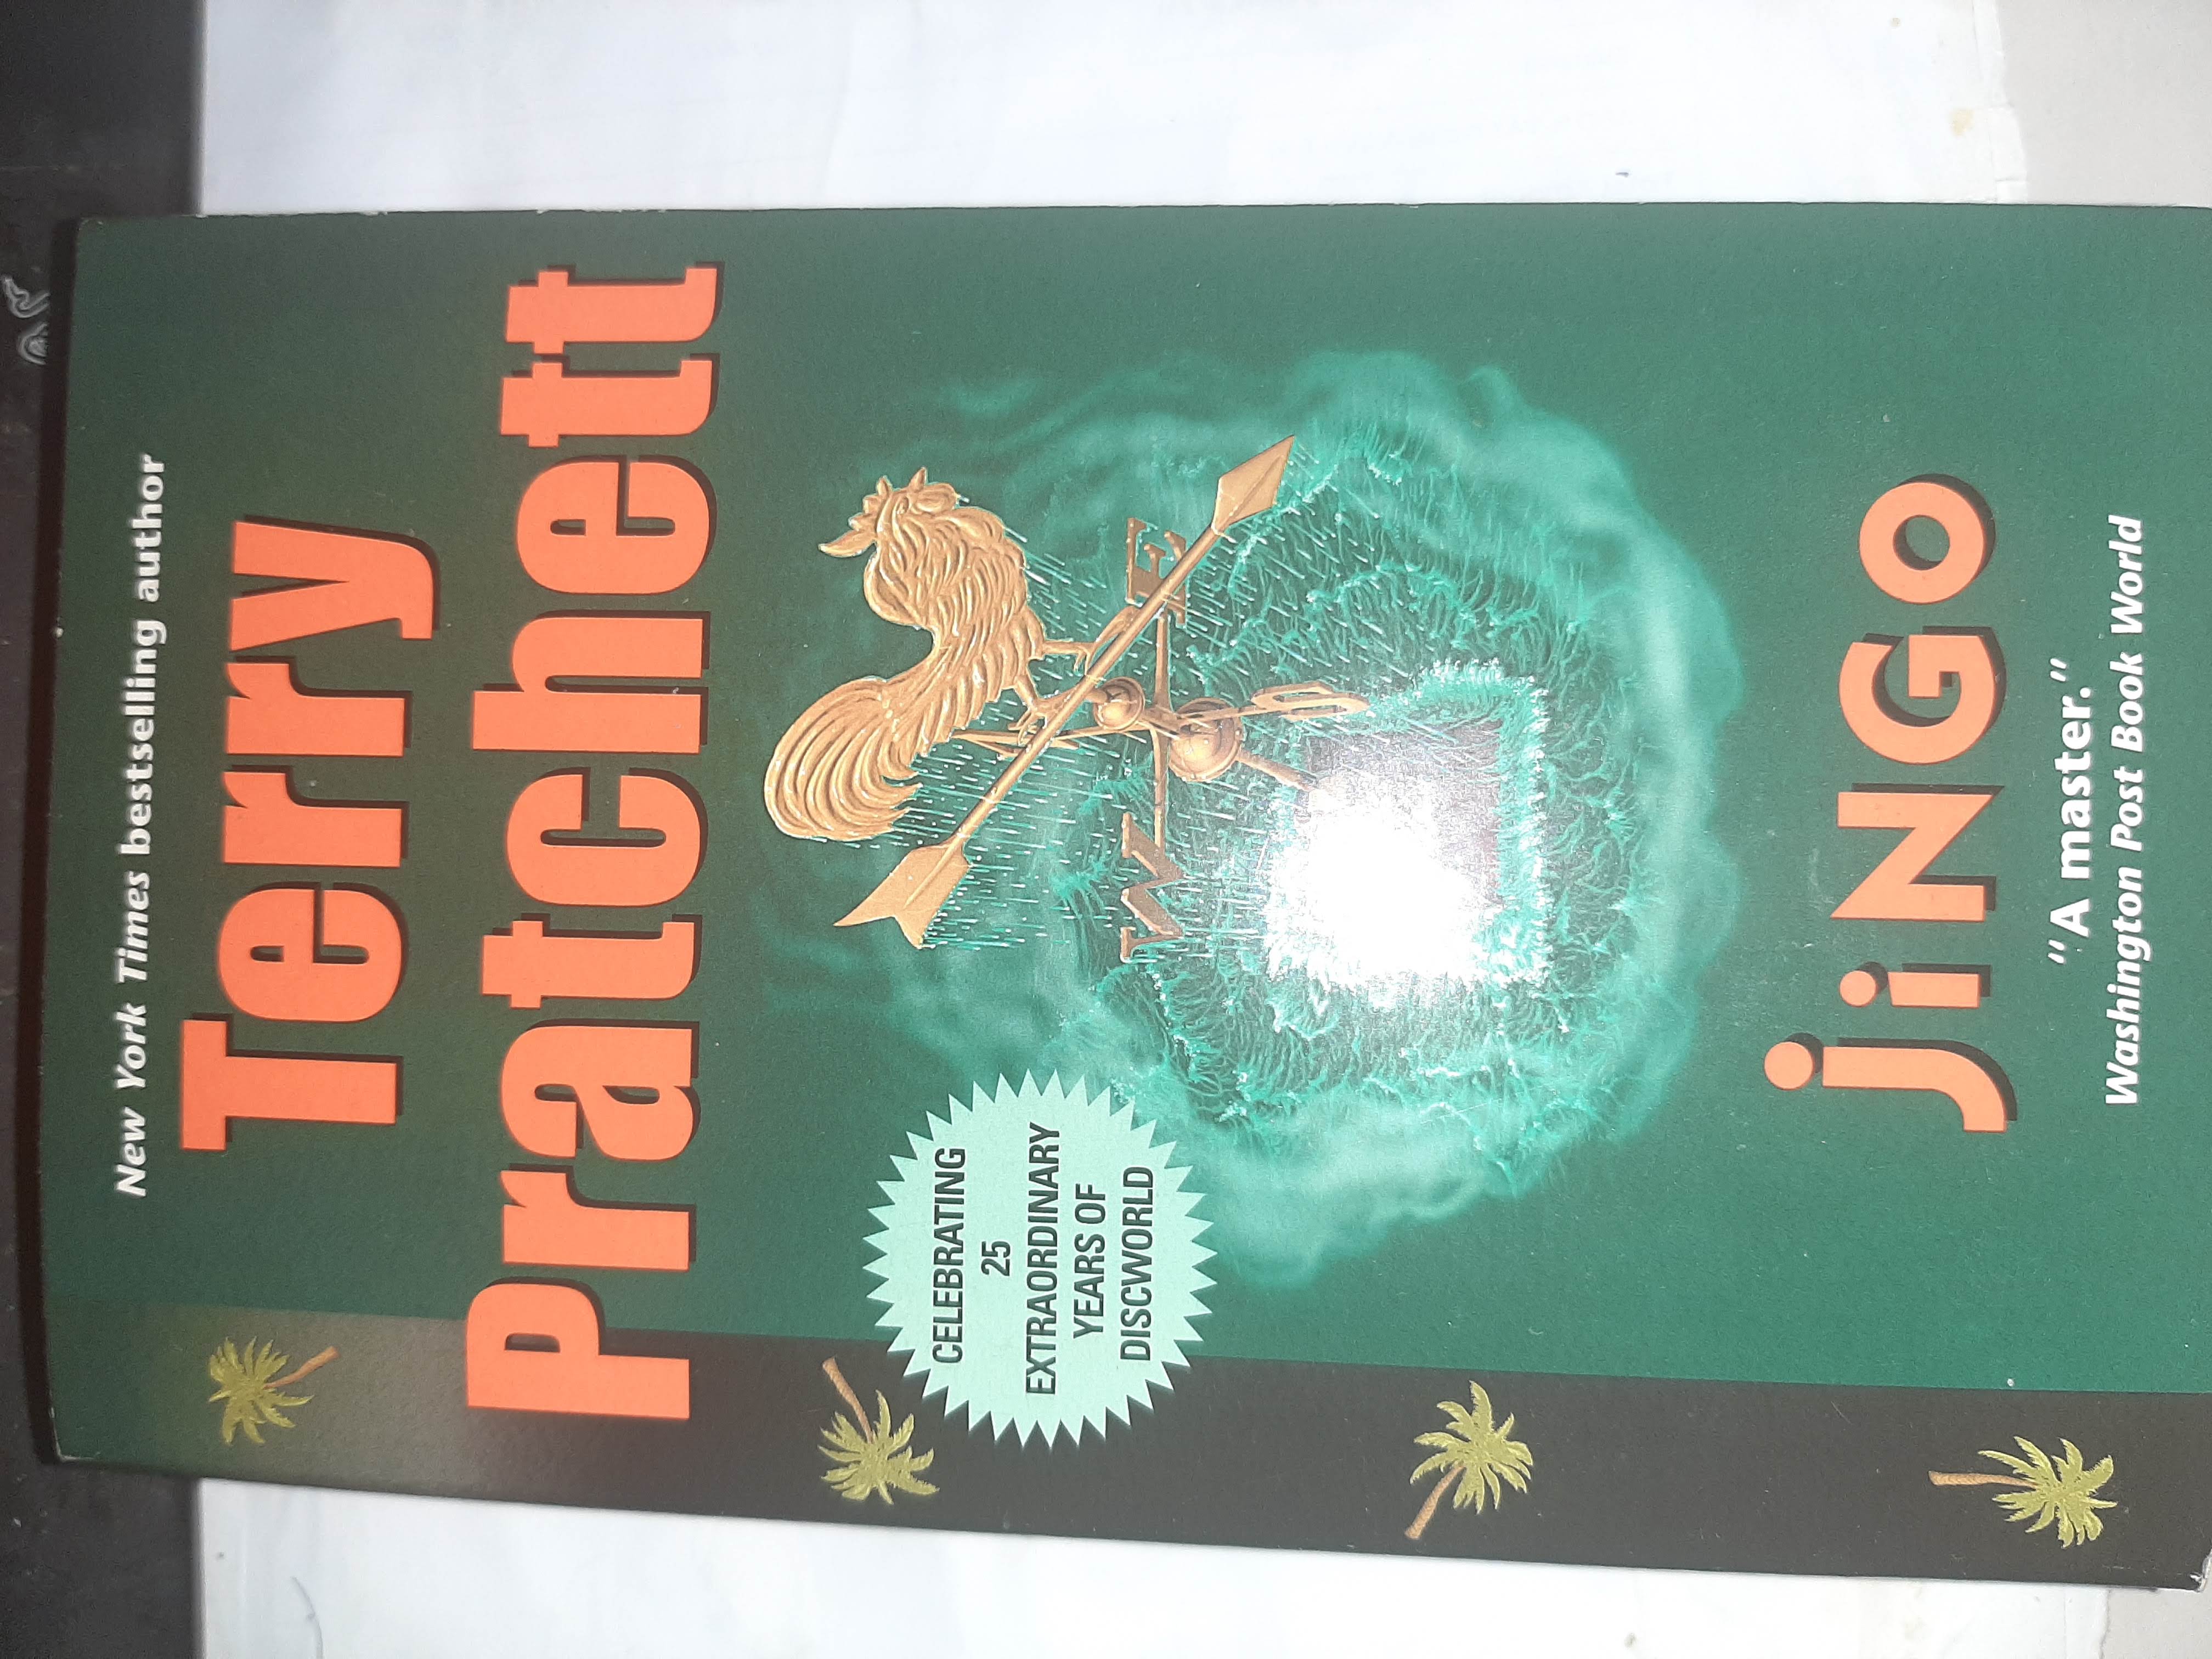 New York Times bestselling author
Terry
Pratchett
CELEBRATING
25
EXTRAORDINARY
YEARS OF
DISCWORLD
W E
jiNGO
"A master."
Washington Post Book World